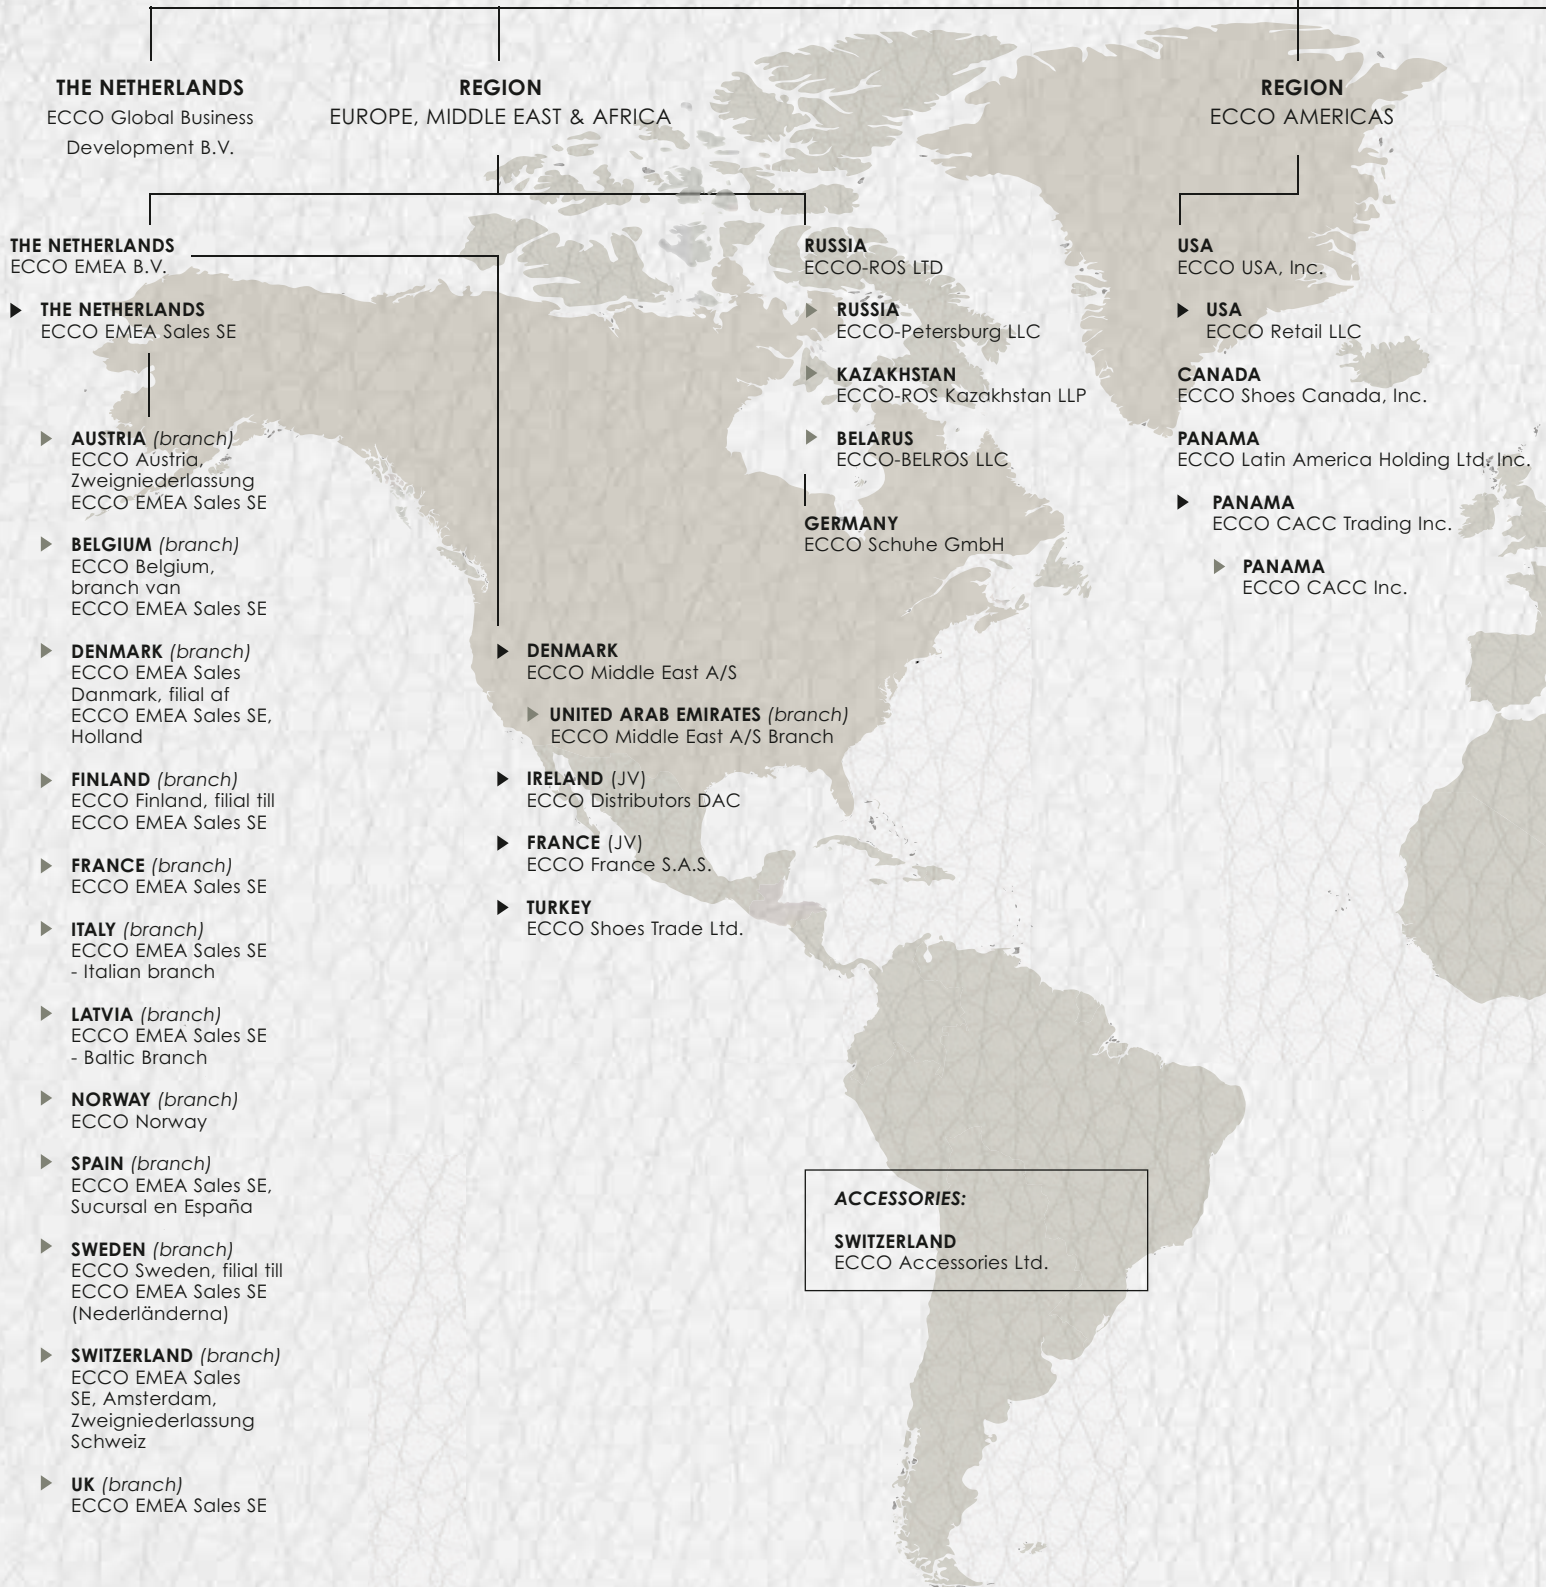 THE NETHERLANDS
ECCO Global Business
Development B.V.
REGION
EUROPE, MIDDLE EAST & AFRICA
REGION
ECCO AMERICAS
THE NETHERLANDS
ECCO EMEA B.V.
THE NETHERLANDS
ECCO EMEA Sales SE
AUSTRIA (branch)
ECCO Austria,
Zweigniederlassung
ECCO EMEA Sales SE
BELGIUM (branch)
ECCO Belgium,
branch van
ECCO EMEA Sales SE
DENMARK (branch)
ECCO EMEA Sales
Danmark, filial af
ECCO EMEA Sales SE,
Holland
FINLAND (branch)
ECCO Finland, filial till
ECCO EMEA Sales SE
FRANCE (branch)
ECCO EMEA Sales SE
ITALY (branch)
ECCO EMEA Sales SE
- Italian branch
LATVIA (branch)
ECCO EMEA Sales SE
- Baltic Branch
NORWAY (branch)
ECCO Norway
SPAIN (branch)
ECCO EMEA Sales SE,
Sucursal en España
SWEDEN (branch)
ECCO Sweden, filial till
ECCO EMEA Sales SE
(Nederländerna)
SWITZERLAND (branch)
ECCO EMEA Sales
SE, Amsterdam,
Zweigniederlassung
Schweiz
UK (branch)
ECCO EMEA Sales SE
DENMARK
ECCO Middle East A/S
UNITED ARAB EMIRATES (branch)
ECCO Middle East A/S Branch
IRELAND (JV)
ECCO Distributors DAC
FRANCE (JV)
ECCO France S.A.S.
TURKEY
ECCO Shoes Trade Ltd.
RUSSIA
ECCO-ROS LTD
RUSSIA
ECCO-Petersburg LLC
KAZAKHSTAN
ECCO-ROS Kazakhstan LLP
BELARUS
ECCO-BELROS LLC
GERMANY
ECCO Schuhe GmbH
USA
ECCO USA, Inc.
USA
ECCO Retail LLC
CANADA
ECCO Shoes Canada, Inc.
PANAMA
ECCO Latin America Holding Ltd. Inc.
PANAMA
ECCO CACC Trading Inc.
PANAMA
ECCO CACC Inc.
ACCESSORIES:
SWITZERLAND
ECCO Accessories Ltd.